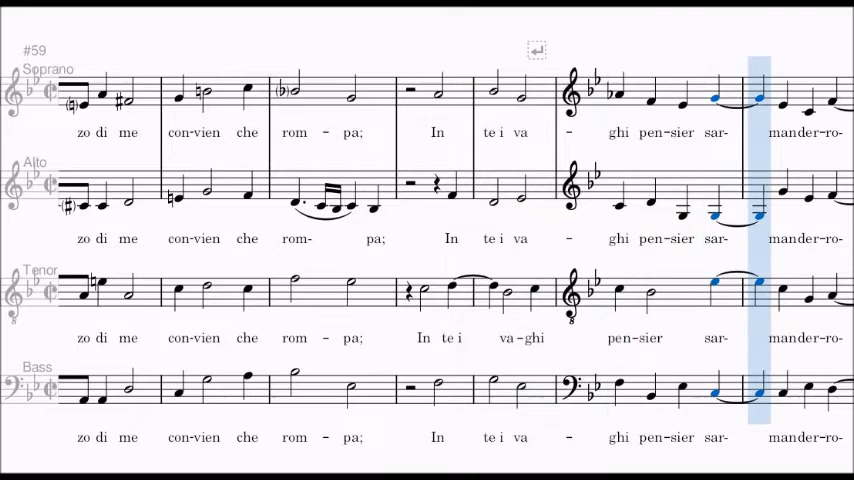 #59
Soprano
zo di me con-vien che rom - pa; In te i va - ghi pen-sier sar- mander-ro-
Alto
zo di me con-vien che rom- pa; In te i va - ghi pen-sier sar- mander-ro-
Tenor
zo di me con-vien che rom - pa; In te i va-ghi pen-sier sar- mander-ro-
Bass
zo di me con-vien che rom - pa; In te i va - ghi pen-sier sar- mander-ro-